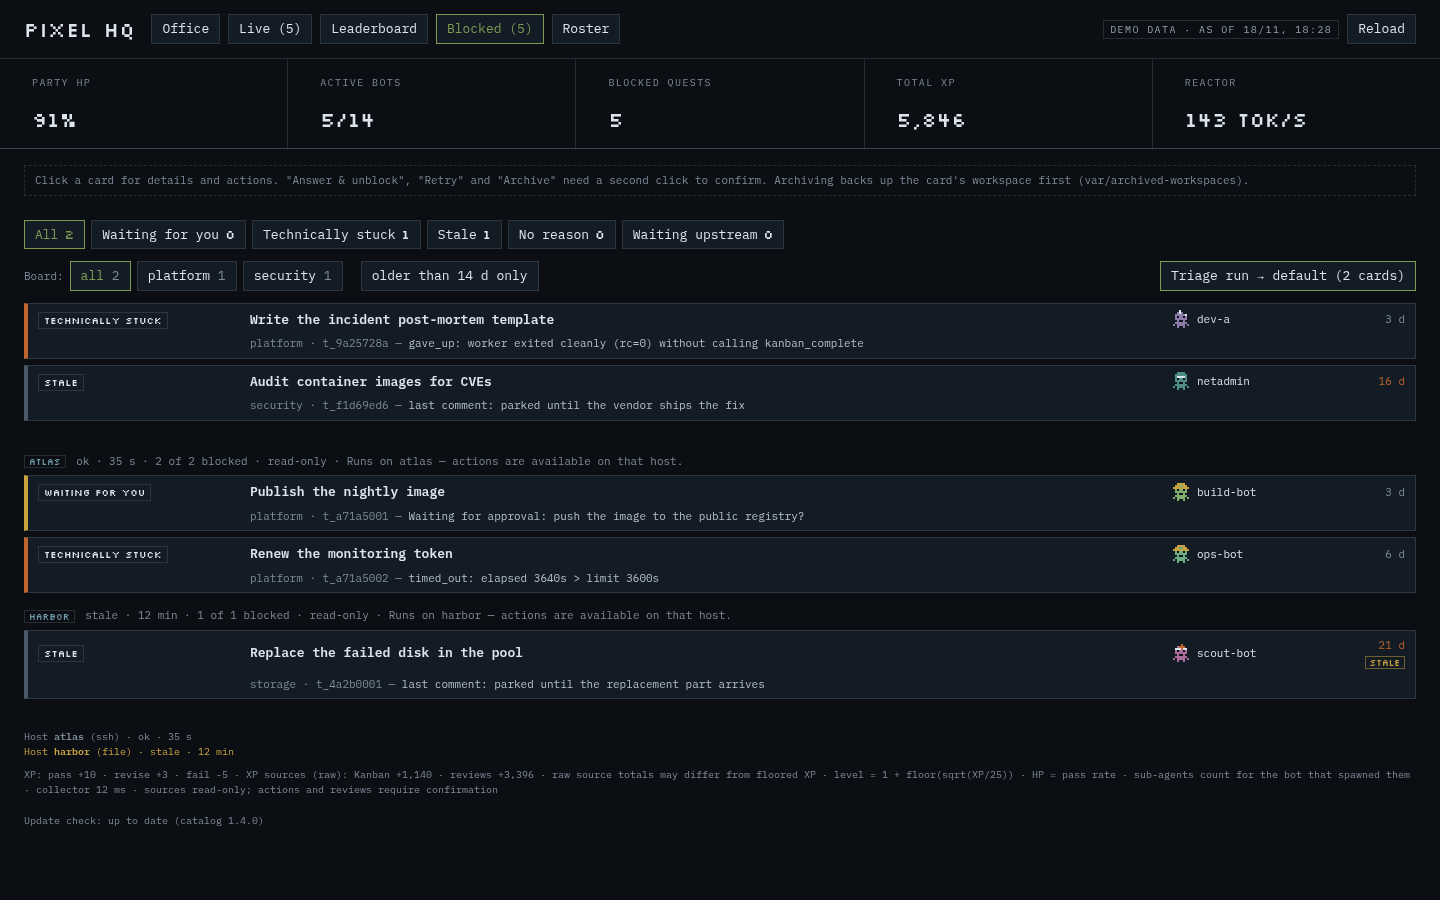 PIXEL HQ Office Live (5) Leaderboard Blocked (5) Roster DEMO DATA · AS OF 18/11, 18:28 Reload
PARTY HP ACTIVE BOTS BLOCKED QUESTS TOTAL XP REACTOR
91% 5/14 5 5,846 143 TOK/S
Click a card for details and actions. "Answer & unblock", "Retry" and "Archive" need a second click to confirm. Archiving backs up the card's workspace first (var/archived-workspaces).
All 2 Waiting for you 0 Technically stuck 1 Stale 1 No reason 0 Waiting upstream 0
Board: all 2 platform 1 security 1 older than 14 d only Triage run → default (2 cards)
TECHNICALLY STUCK Write the incident post-mortem template dev-a 3 d
platform · t_9a25728a — gave_up: worker exited cleanly (rc=0) without calling kanban_complete
STALE Audit container images for CVEs netadmin 16 d
security · t_f1d69ed6 — last comment: parked until the vendor ships the fix
ATLAS ok · 35 s · 2 of 2 blocked · read-only · Runs on atlas — actions are available on that host.
WAITING FOR YOU Publish the nightly image build-bot 3 d
platform · t_a71a5001 — Waiting for approval: push the image to the public registry?
TECHNICALLY STUCK Renew the monitoring token ops-bot 6 d
platform · t_a71a5002 — timed_out: elapsed 3640s > limit 3600s
HARBOR stale · 12 min · 1 of 1 blocked · read-only · Runs on harbor — actions are available on that host.
STALE Replace the failed disk in the pool scout-bot 21 d
STALE
storage · t_4a2b0001 — last comment: parked until the replacement part arrives
Host atlas (ssh) · ok · 35 s
Host harbor (file) · stale · 12 min
XP: pass +10 · revise +3 · fail -5 · XP sources (raw): Kanban +1,140 · reviews +3,396 · raw source totals may differ from floored XP · level = 1 + floor(sqrt(XP/25)) · HP = pass rate · sub-agents count for the bot that spawned them
· collector 12 ms · sources read-only; actions and reviews require confirmation
Update check: up to date (catalog 1.4.0)